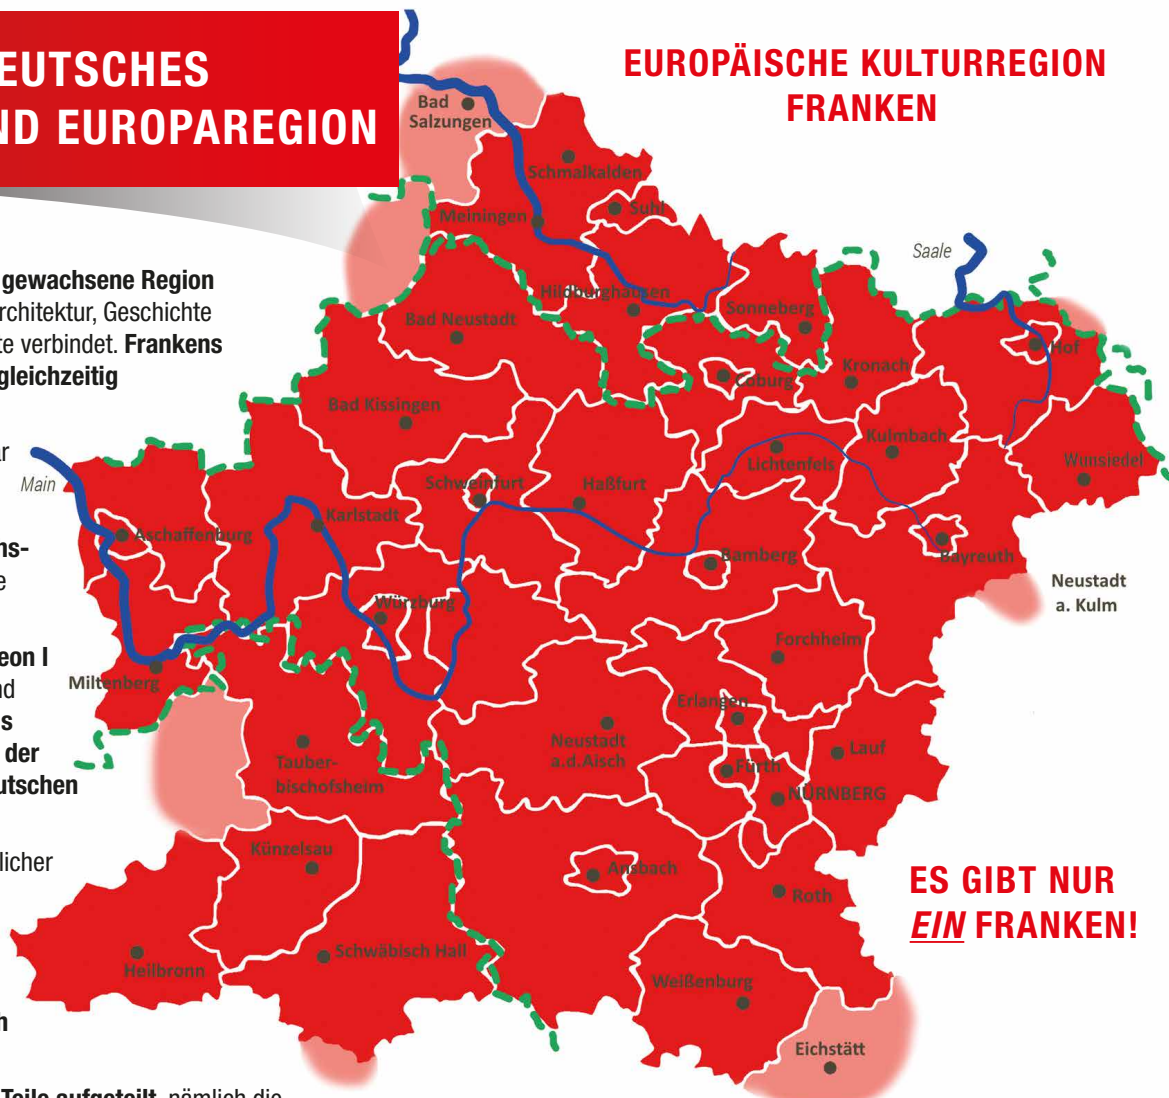 EUTSCHES
ND EUROPAREGION
EUROPÄISCHE KULTURREGION
FRANKEN
gewachsene Region
rchitektur, Geschichte
te verbindet. Frankens
gleichzeitig
ar
ns-
e
eon I
nd
s
der
utschen
licher
h
Teile aufgeteilt, nämlich die
Bad
Salzungen
Schmalkalden
Meiningen
Suhl
Saale
Hildburghausen
Sonneberg
Bad Neustadt
Hof
Kronach
Coburg
Bad Kissingen
Kulmbach
Lichtenfels
Wunsiedel
Main
Schweinfurt
Haßfurt
Karlstadt
Aschaffenburg
Bamberg
Bayreuth
Neustadt
a. Kulm
Würzburg
Forchheim
Miltenberg
Erlangen
Neustadt
a.d.Aisch
Lauf
Tauber-
bischofsheim
Fürth
NÜRNBERG
Künzelsau
Ansbach
Roth
ES GIBT NUR
EIN FRANKEN!
Schwäbisch Hall
Heilbronn
Weißenburg
Eichstätt